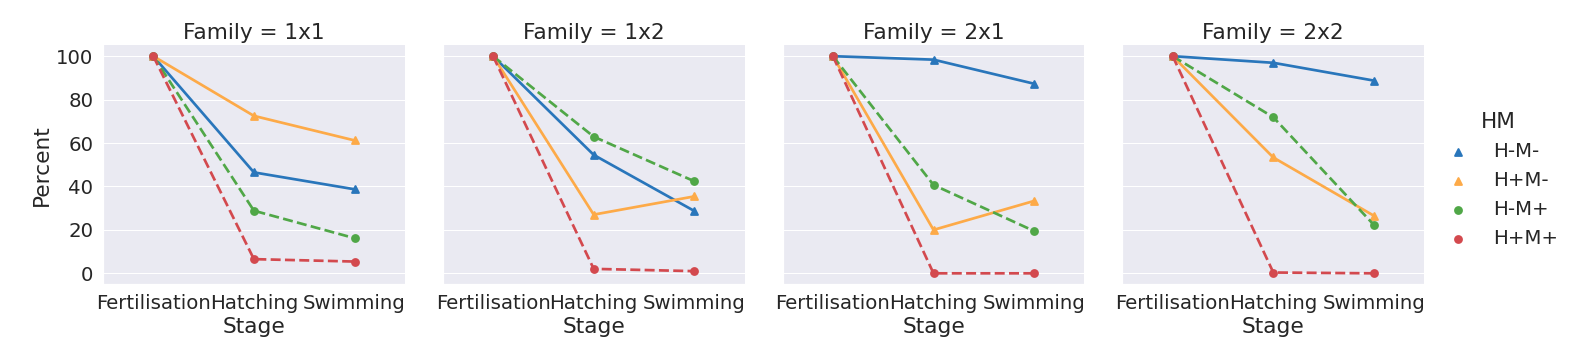 Family = 1x1
Family = 1x2
Family = 2x1
Family = 2x2
Percent
100
80
60
40
20
0
Fertilisation Hatching Swimming
Fertilisation Hatching Swimming
Fertilisation Hatching Swimming
Fertilisation Hatching Swimming
Stage
Stage
Stage
Stage
HM
H-M-
H+M-
H-M+
H+M+